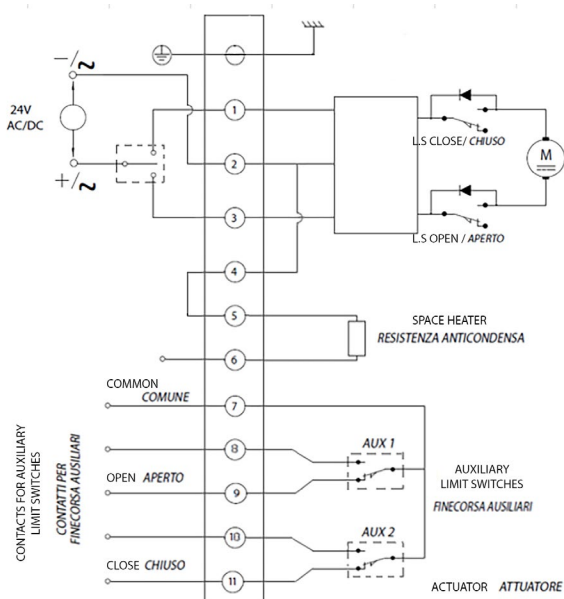 −/~
24V
AC/DC
+/~
1
2
3
4
5
6
7
8
9
10
11
L.S CLOSE/ CHIUSO
M
L.S OPEN / APERTO
SPACE HEATER
RESISTENZA ANTICONDENSA
COMMON
COMUNE
CONTACTS FOR AUXILIARY
LIMIT SWITCHES
CONTATTI PER
FINECORSA AUSILIARI
OPEN APERTO
CLOSE CHIUSO
AUX 1
AUXILIARY
LIMIT SWITCHES
FINECORSA AUSILIARI
AUX 2
ACTUATOR ATTUATORE